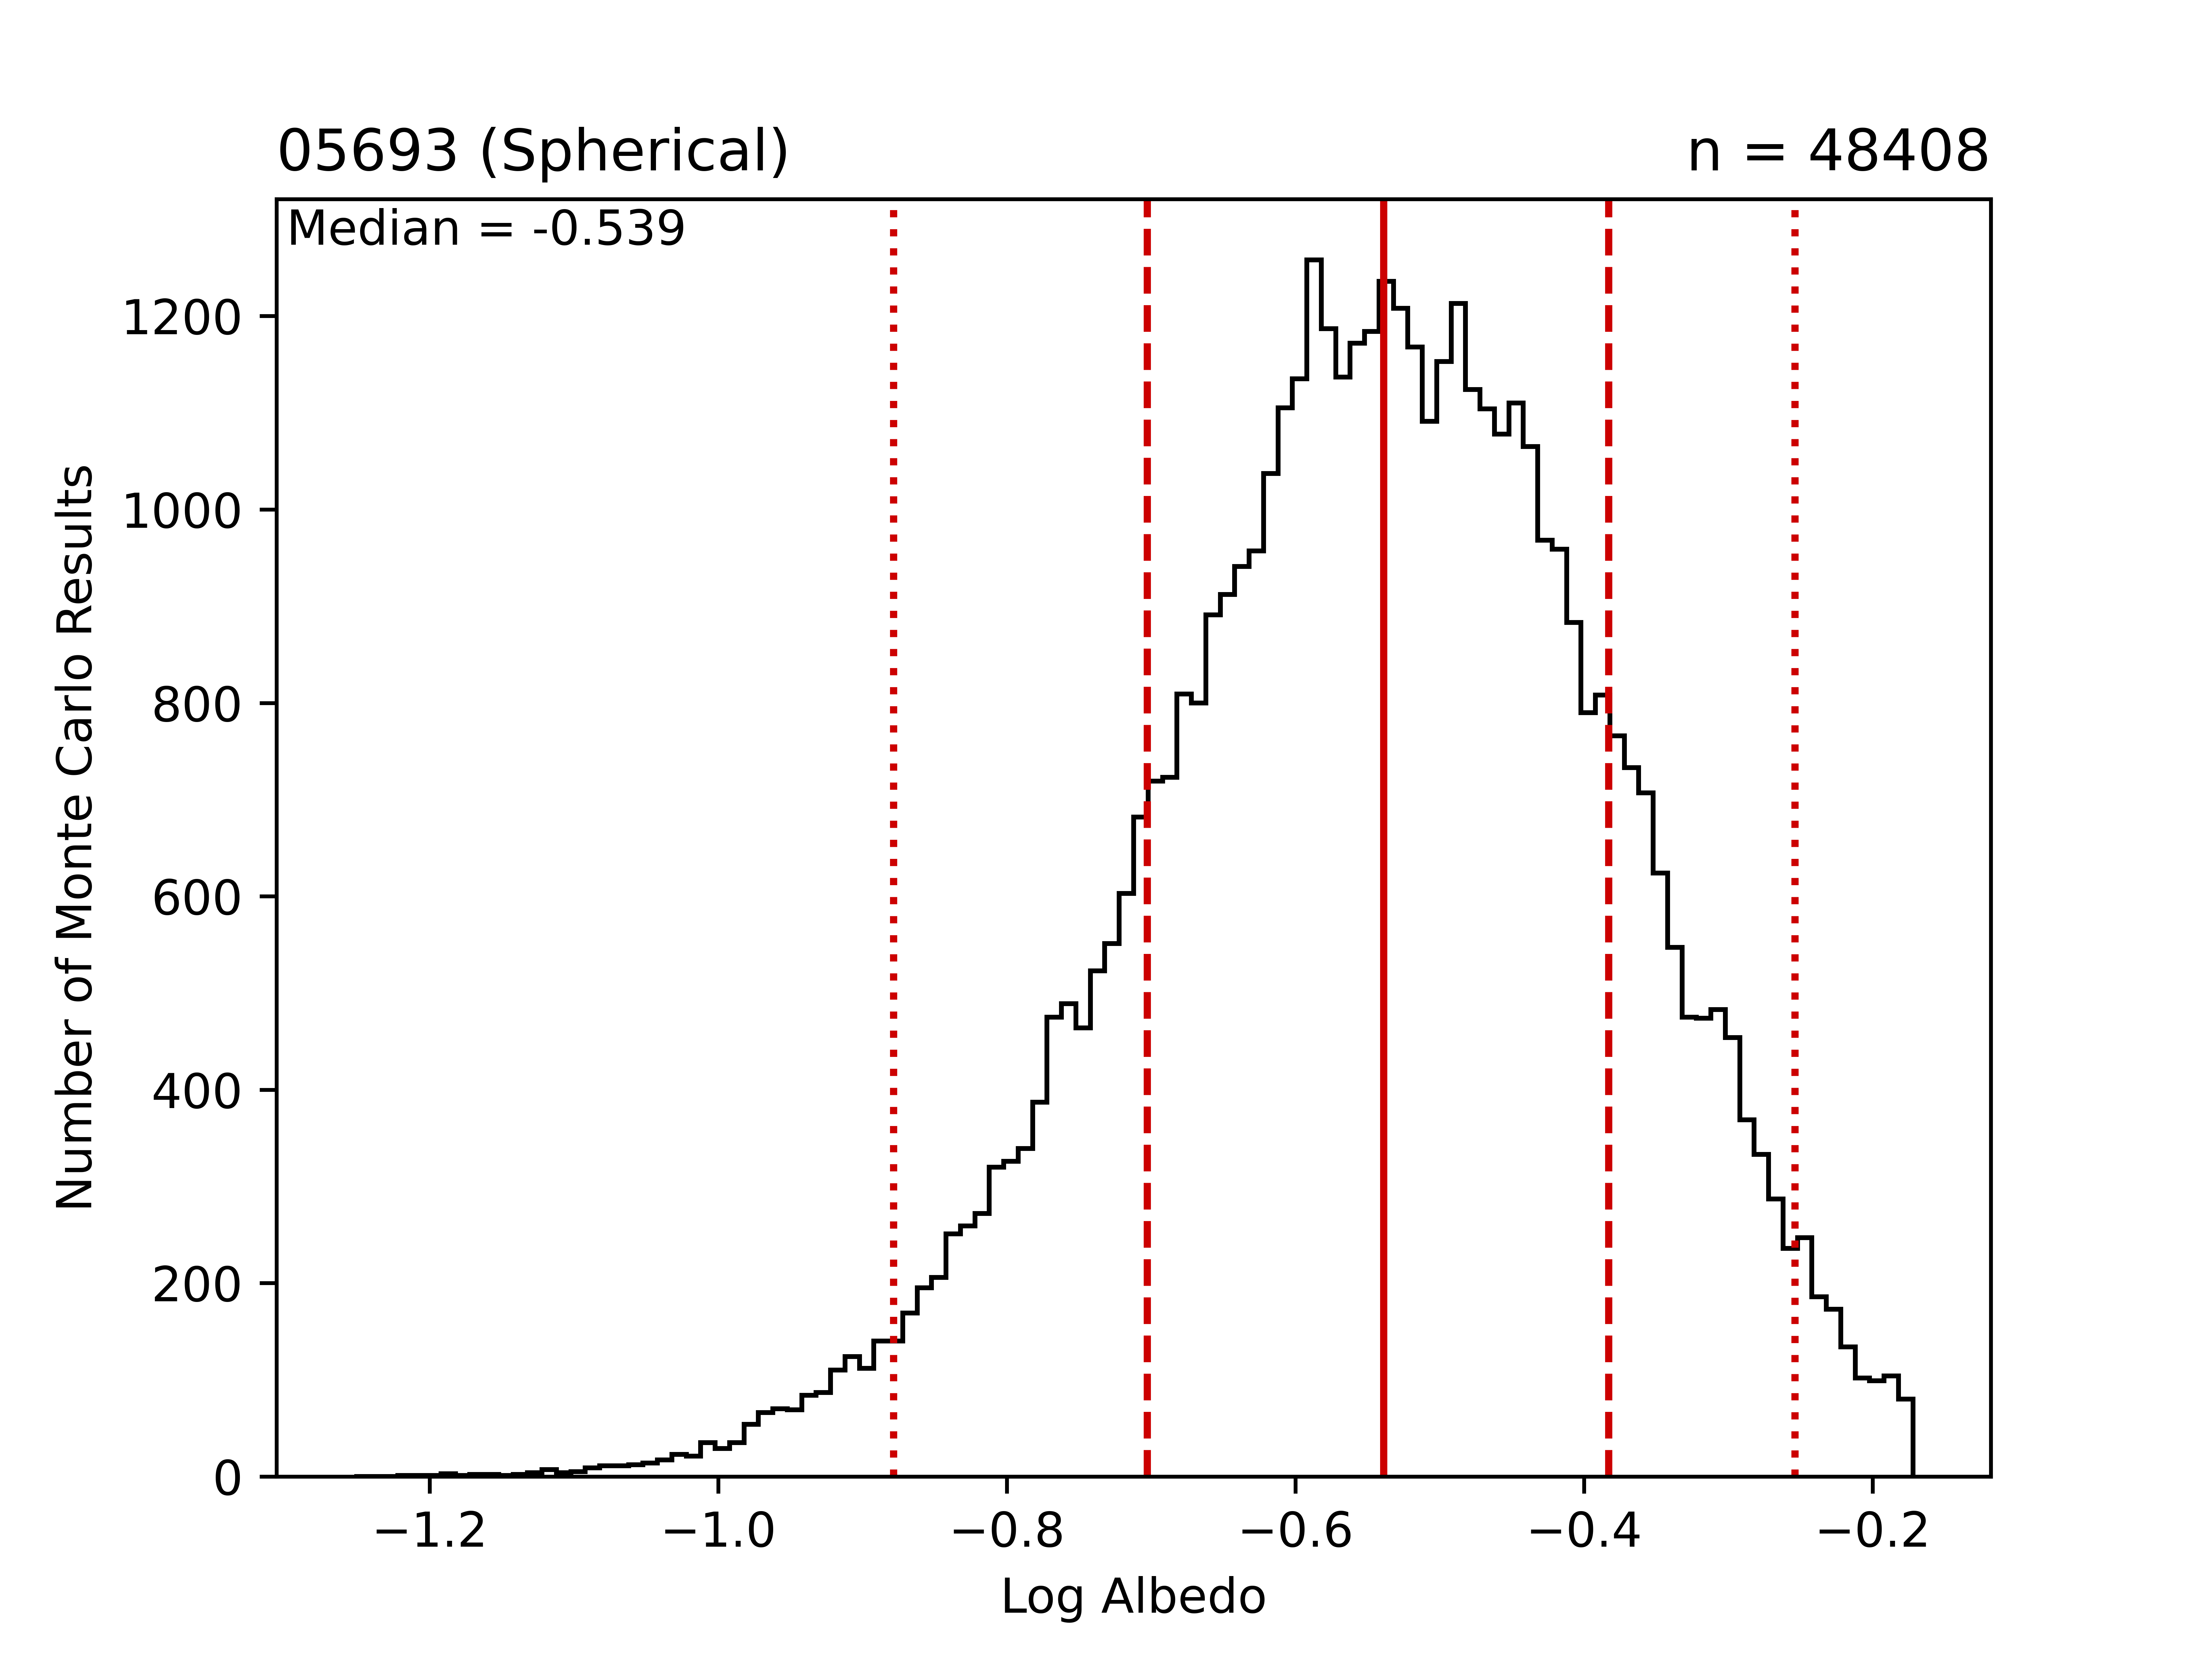 05693 (Spherical)
n = 48408
Median = -0.539
1200
1000
800
600
400
200
0
Number of Monte Carlo Results
−1.2
−1.0
−0.8
−0.6
−0.4
−0.2
Log Albedo